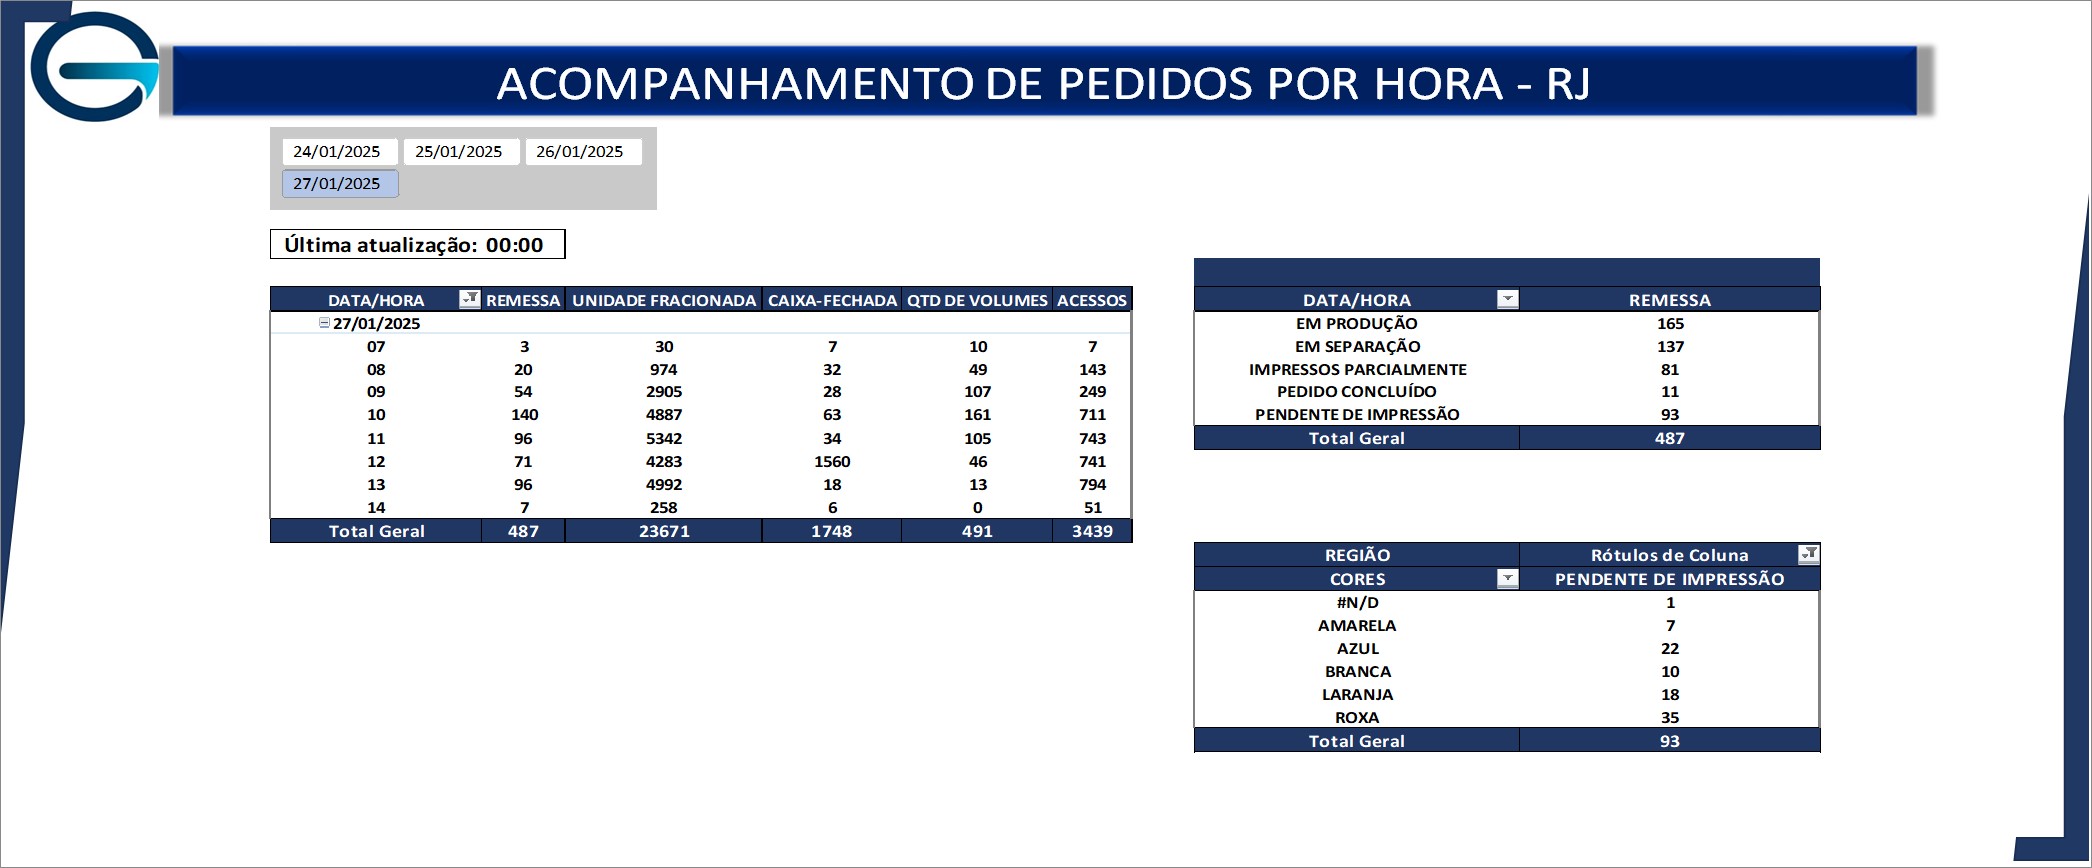 ACOMPANHAMENTO DE PEDIDOS POR HORA - RJ
24/01/2025 25/01/2025 26/01/2025
27/01/2025
Última atualização: 00:00
DATA/HORA REMESSA UNIDADE FRACIONADA CAIXA-FECHADA QTD DE VOLUMES ACESSOS
27/01/2025
07 3 30 7 10 7
08 20 974 32 49 143
09 54 2905 28 107 249
10 140 4887 63 161 711
11 96 5342 34 105 743
12 71 4283 1560 46 741
13 96 4992 18 13 794
14 7 258 6 0 51
Total Geral 487 23671 1748 491 3439
DATA/HORA REMESSA
EM PRODUÇÃO 165
EM SEPARAÇÃO 137
IMPRESSOS PARCIALMENTE 81
PEDIDO CONCLUÍDO 11
PENDENTE DE IMPRESSÃO 93
Total Geral 487
REGIÃO Rótulos de Coluna
CORES PENDENTE DE IMPRESSÃO
#N/D 1
AMARELA 7
AZUL 22
BRANCA 10
LARANJA 18
ROXA 35
Total Geral 93